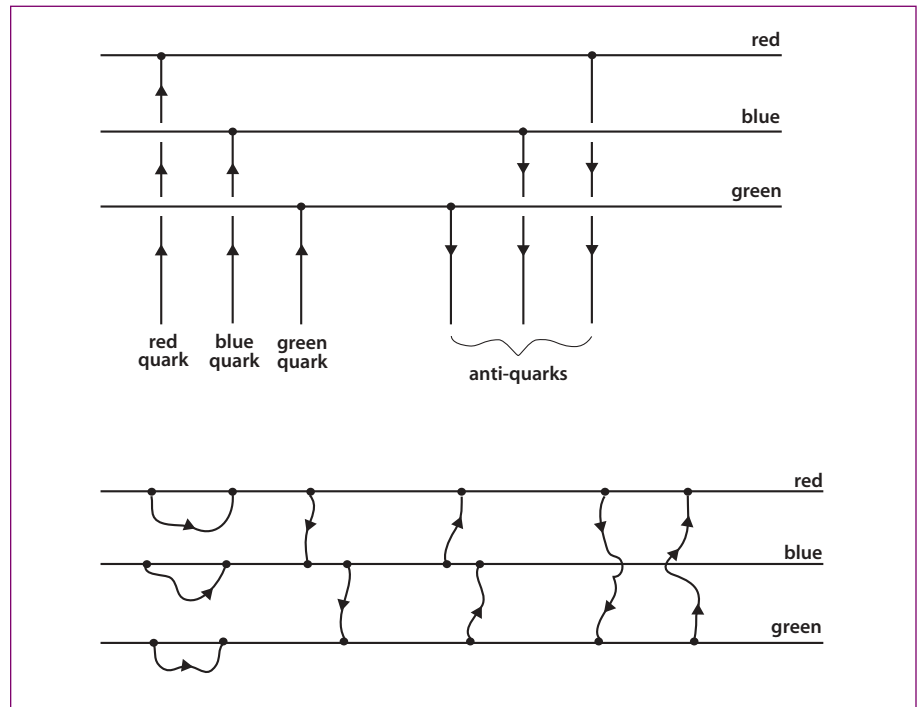 red
blue
green
red
quark
blue
quark
green
quark
anti-quarks
red
blue
green